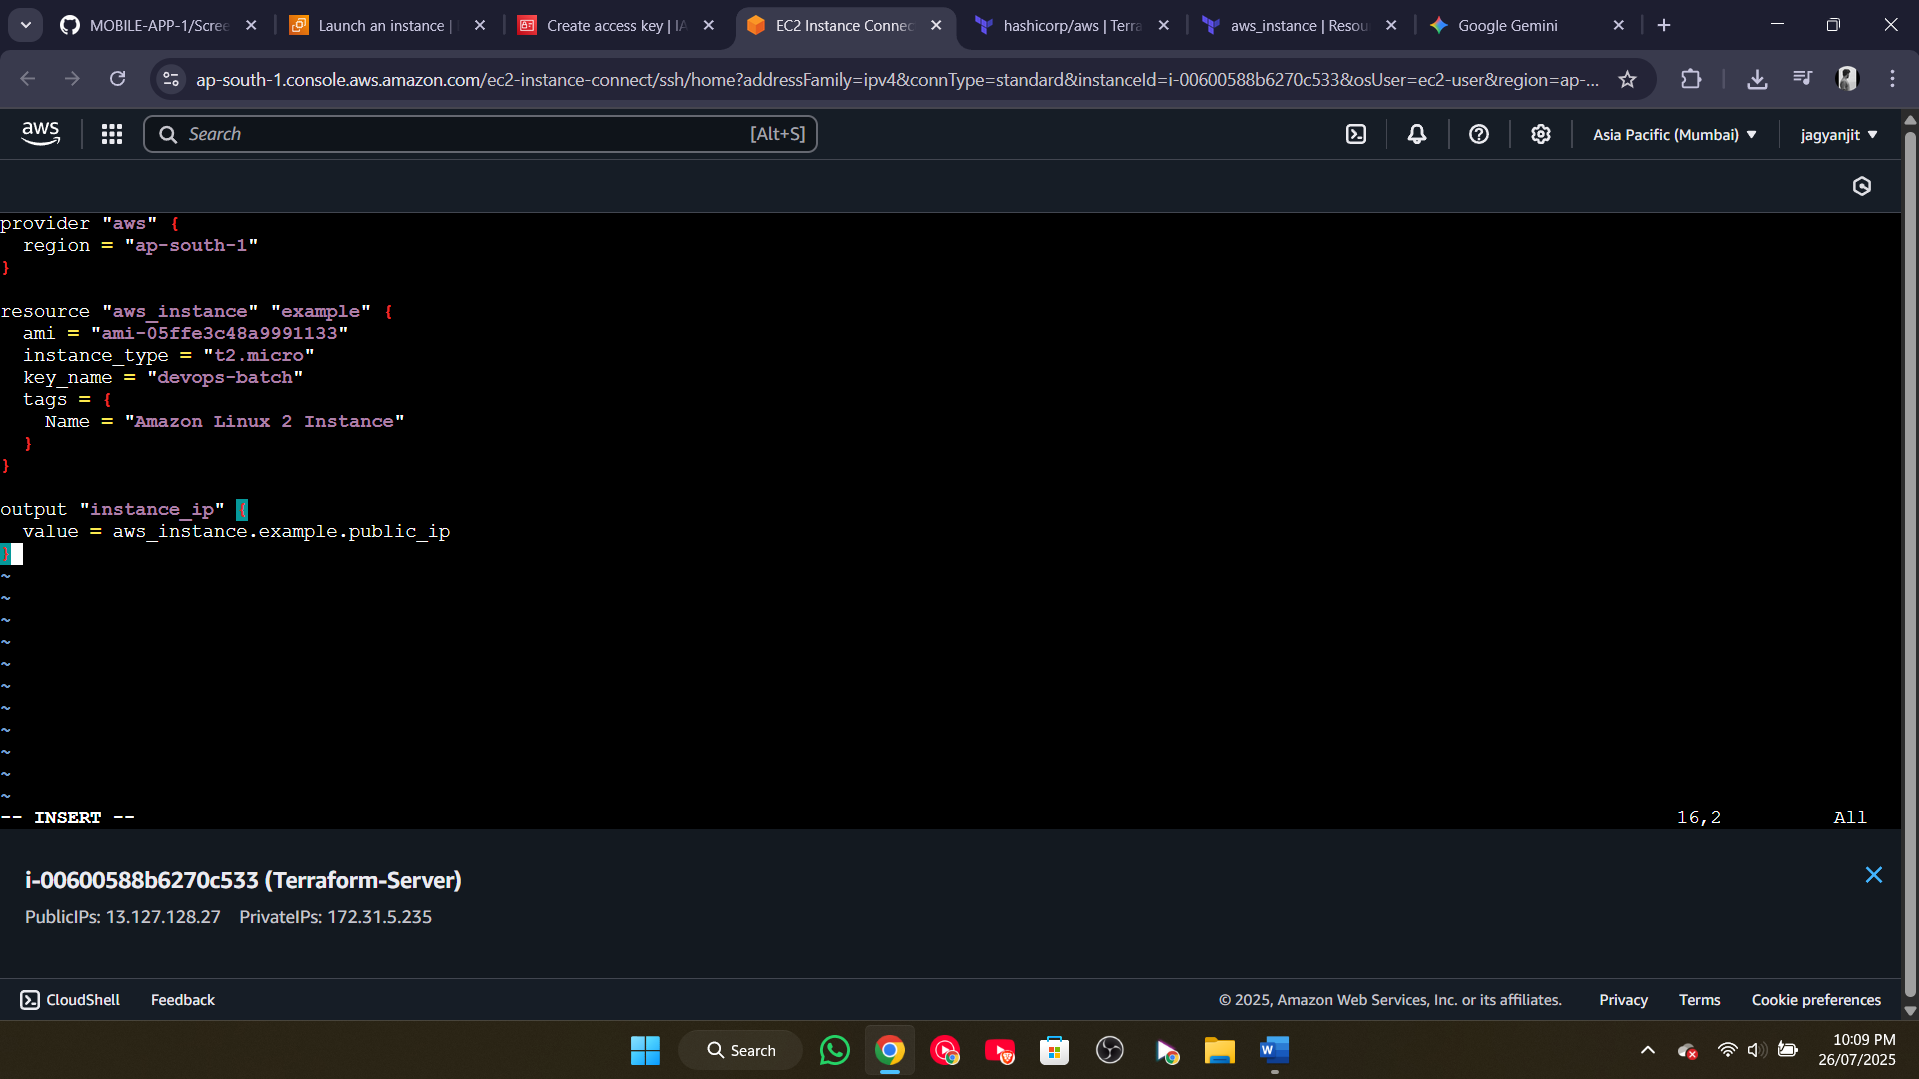 MOBILE-APP-1/Scree
Launch an instance |
Create access key | IA
EC2 Instance Connec
hashicorp/aws | Terra
aws_instance | Resou
Google Gemini
ap-south-1.console.aws.amazon.com/ec2-instance-connect/ssh/home?addressFamily=ipv4&connType=standard&instanceId=i-00600588b6270c533&osUser=ec2-user&region=ap-...
aws
Search
[Alt+S]
Asia Pacific (Mumbai)
jagyanjit
provider "aws" {
region = "ap-south-1"
}
resource "aws_instance" "example" {
ami = "ami-05ffe3c48a9991133"
instance_type = "t2.micro"
key_name = "devops-batch"
tags = {
Name = "Amazon Linux 2 Instance"
}
}
output "instance_ip" {
value = aws_instance.example.public_ip
}
~
~
~
~
~
~
~
~
~
~
~
-- INSERT --
16,2
All
i-00600588b6270c533 (Terraform-Server)
PublicIPs: 13.127.128.27 PrivateIPs: 172.31.5.235
CloudShell
Feedback
© 2025, Amazon Web Services, Inc. or its affiliates.
Privacy
Terms
Cookie preferences
Search
10:09 PM
26/07/2025